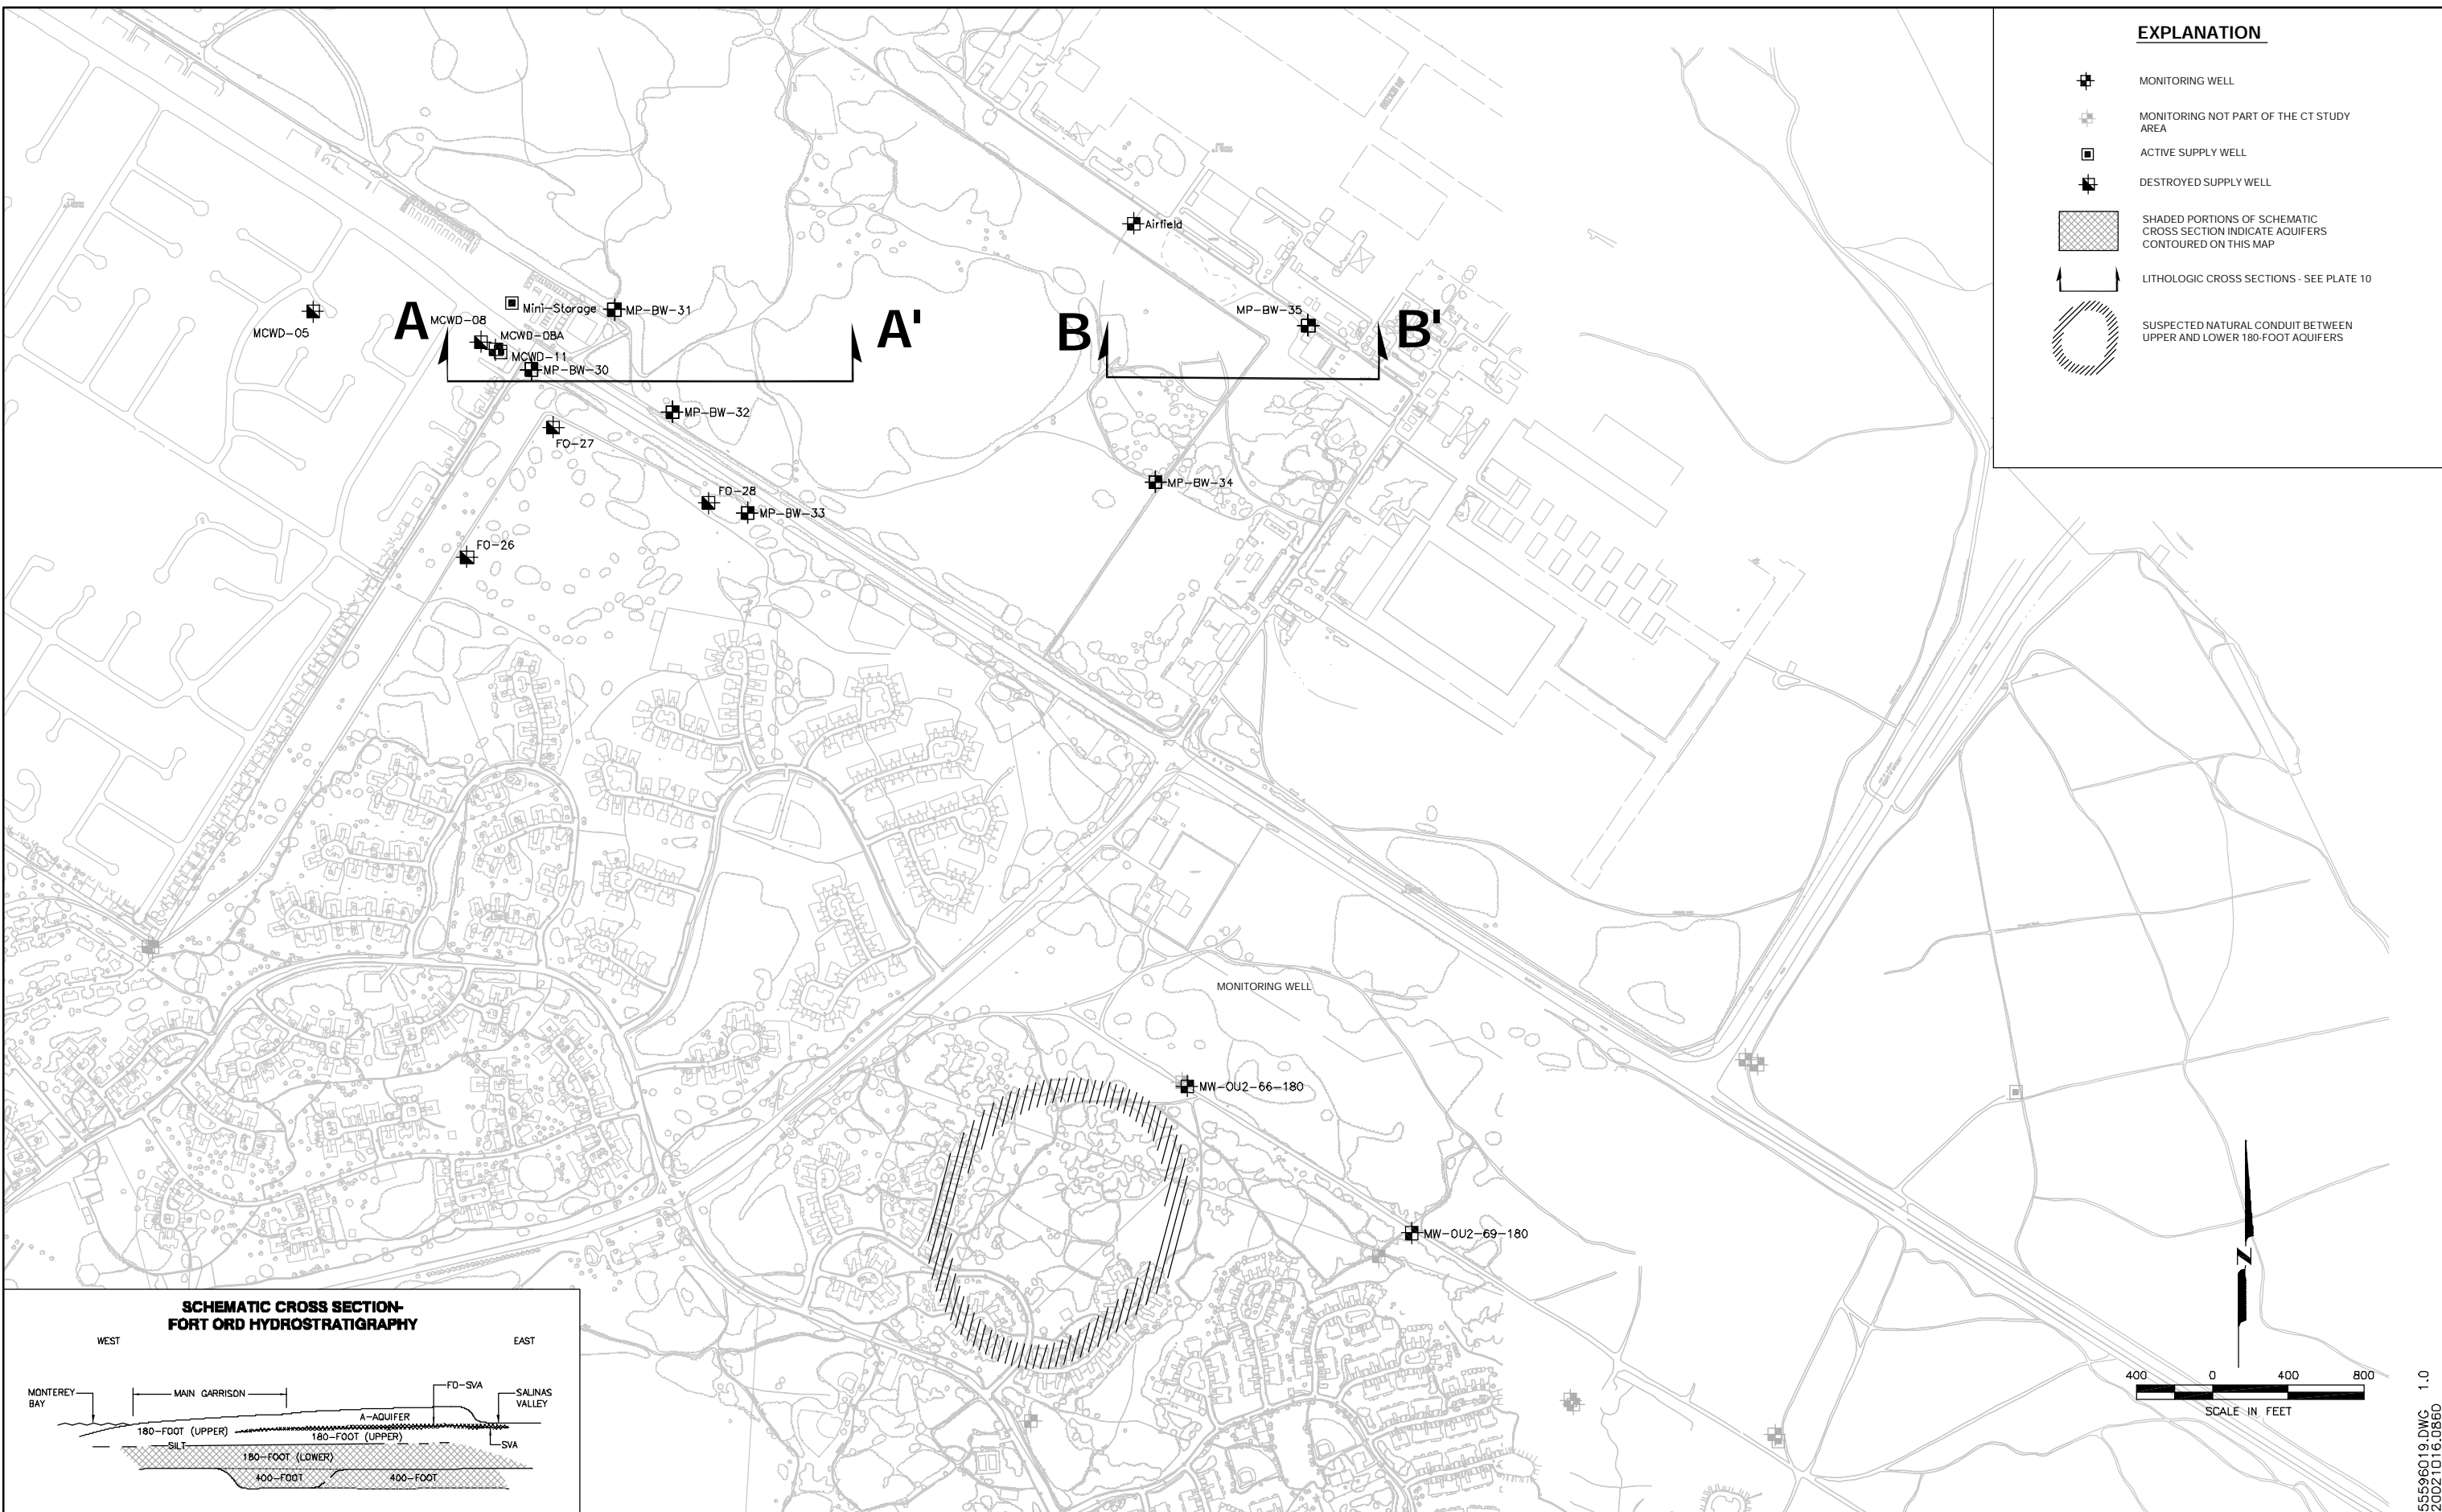 EXPLANATION
MONITORING WELL
MONITORING NOT PART OF THE CT STUDY
AREA
ACTIVE SUPPLY WELL
DESTROYED SUPPLY WELL
SHADED PORTIONS OF SCHEMATIC
CROSS SECTION INDICATE AQUIFERS
CONTOURED ON THIS MAP
LITHOLOGIC CROSS SECTIONS - SEE PLATE 10
SUSPECTED NATURAL CONDUIT BETWEEN
UPPER AND LOWER 180-FOOT AQUIFERS
Airfield
MCWD-05
A
MCWD-08
Mini-Storage
MP-BW-31
MCWD-08A
MCWD-11
MP-BW-30
A'
B
MP-BW-35
B'
MP-BW-32
FO-27
FO-28
MP-BW-33
MP-BW-34
FO-26
MONITORING WELL
MW-OU2-66-180
MW-OU2-69-180
N
400 0 400 800
SCALE IN FEET
55596019.DWG 1.0
20021016.0860
SCHEMATIC CROSS SECTION-
FORT ORD HYDROSTRATIGRAPHY
WEST
EAST
MONTEREY
BAY
MAIN GARRISON
FO-SVA
SALINAS
VALLEY
A-AQUIFER
180-FOOT (UPPER)
180-FOOT (UPPER)
SILT
SVA
180-FOOT (LOWER)
400-FOOT
400-FOOT